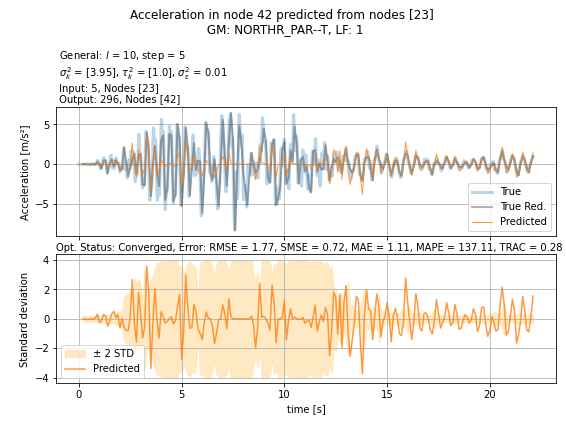 Acceleration in node 42 predicted from nodes [23]
GM: NORTHR_PAR--T, LF: 1
General: l = 10, step = 5
σ²ₖ = [3.95], τ²ₖ = [1.0], σ²ₑ = 0.01
Input: 5, Nodes [23]
Output: 296, Nodes [42]
Acceleration [m/s²]
5
0
−5
True
True Red.
Predicted
Opt. Status: Converged, Error: RMSE = 1.77, SMSE = 0.72, MAE = 1.11, MAPE = 137.11, TRAC = 0.28
Standard deviation
4
2
0
−2
−4
± 2 STD
Predicted
0 5 10 15 20
time [s]